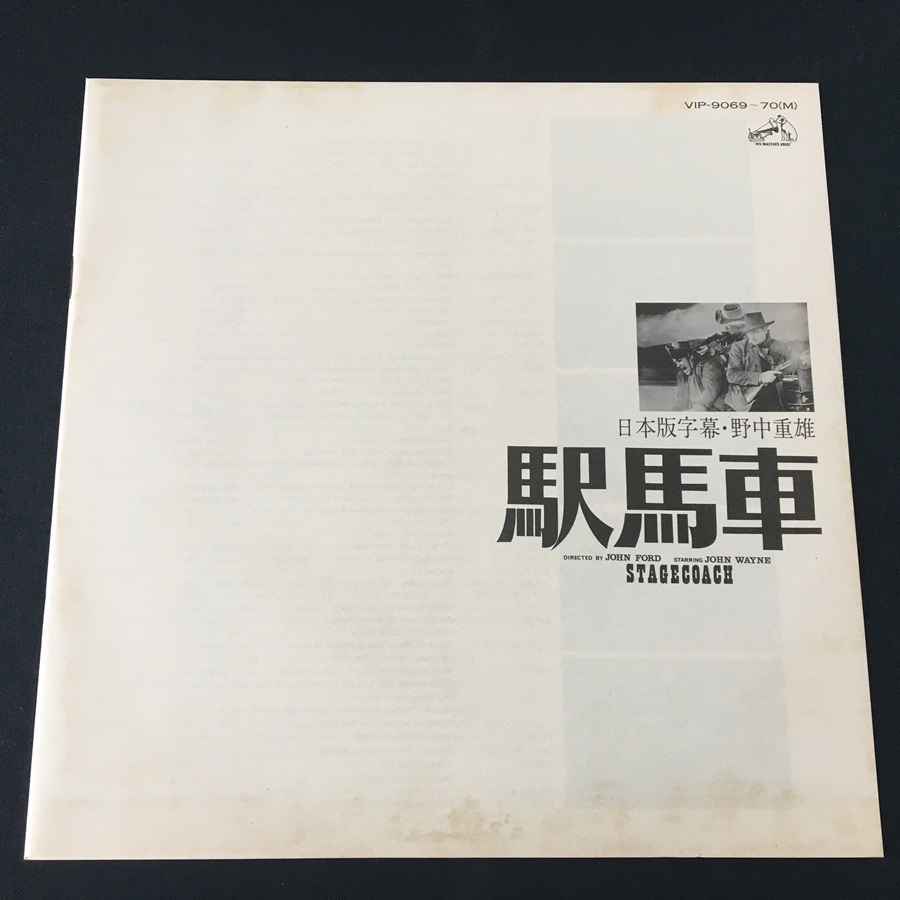 VIP-9069~70(M)
HIS MASTER'S VOICE
日本版字幕・野中重雄
駅馬車
DIRECTED BY JOHN FORD STARRING JOHN WAYNE
STAGECOACH